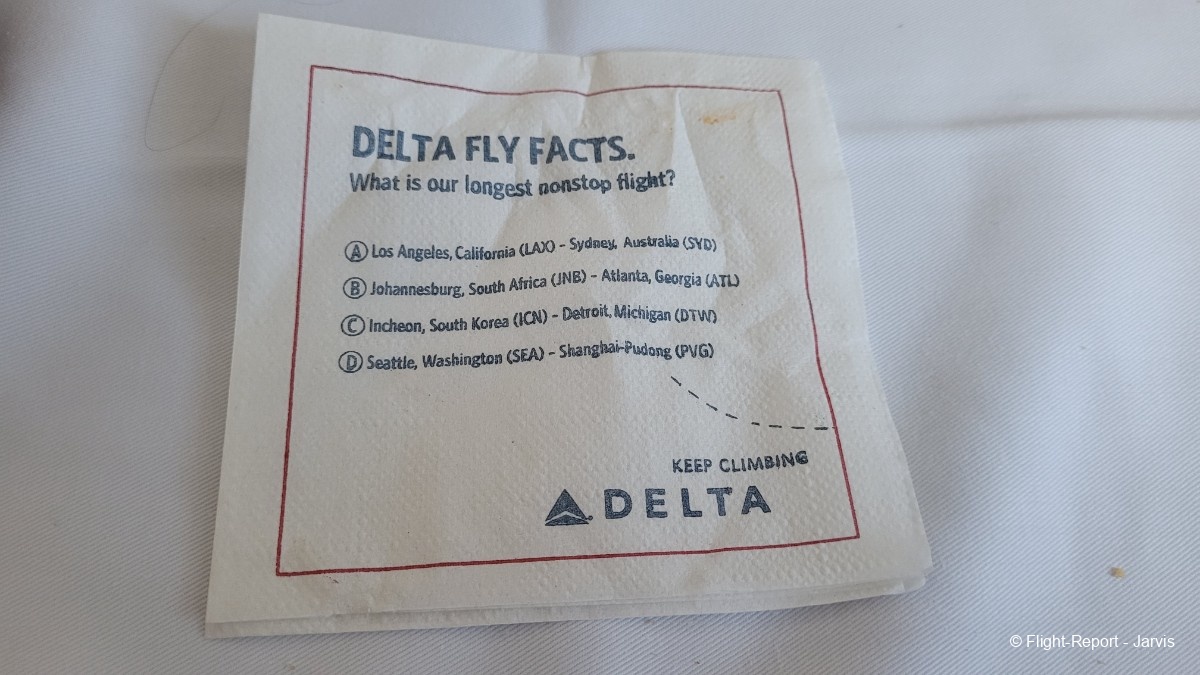 DELTA FLY FACTS.
What is our longest nonstop flight?
Ⓐ Los Angeles, California (LAX) – Sydney, Australia (SYD)
Ⓑ Johannesburg, South Africa (JNB) – Atlanta, Georgia (ATL)
Ⓒ Incheon, South Korea (ICN) – Detroit, Michigan (DTW)
Ⓓ Seattle, Washington (SEA) – Shanghai-Pudong (PVG)
KEEP CLIMBING
DELTA
© Flight-Report - Jarvis